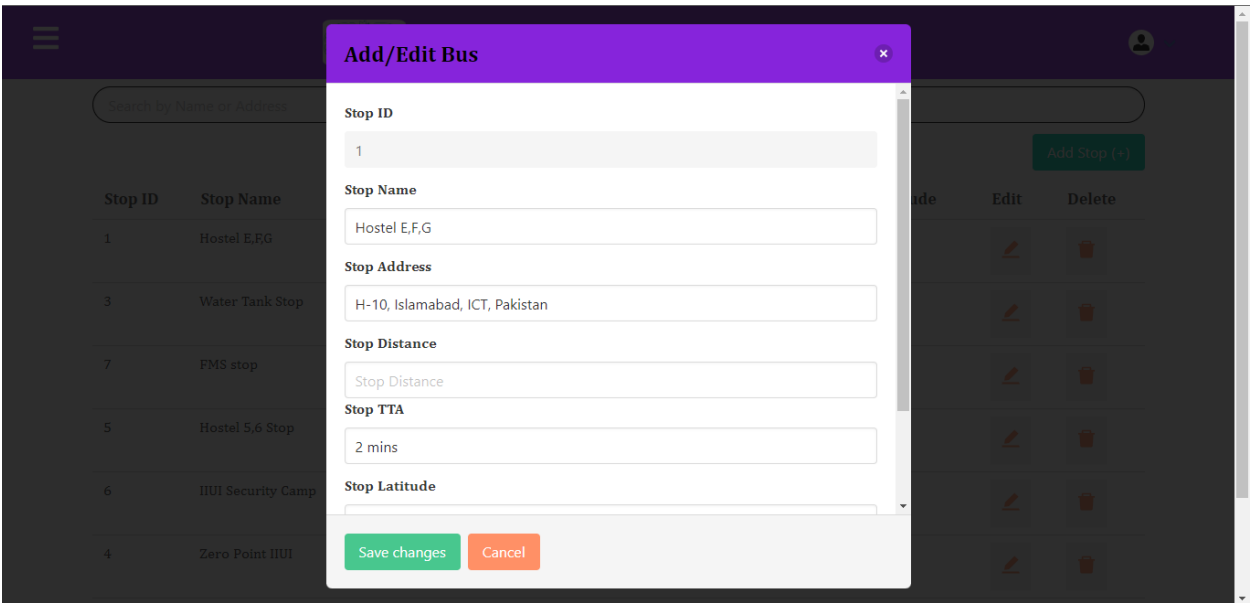 Add/Edit Bus
Search by Name or Address
Stop ID
1
Add Stop (+)
Stop ID Stop Name ude Edit Delete
Stop Name
Hostel E,F,G
1 Hostel E,F,G
Stop Address
H-10, Islamabad, ICT, Pakistan
3 Water Tank Stop
Stop Distance
Stop Distance
7 FMS stop
Stop TTA
2 mins
5 Hostel 5,6 Stop
Stop Latitude
6 IIUI Security Camp
4 Zero Point IIUI
Save changes Cancel